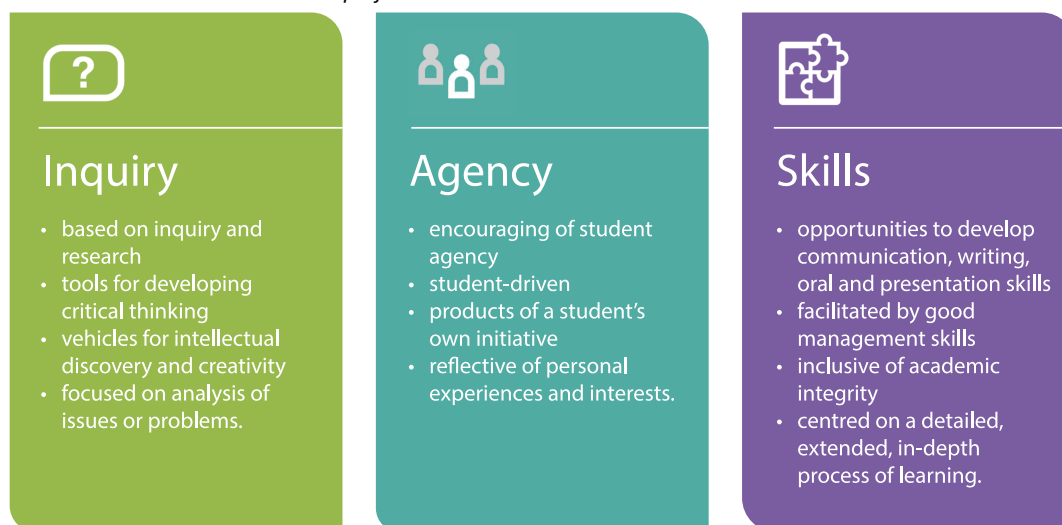 ?
Inquiry
• based on inquiry and
research
• tools for developing
critical thinking
• vehicles for intellectual
discovery and creativity
• focused on analysis of
issues or problems.
Agency
• encouraging of student
agency
• student-driven
• products of a student's
own initiative
• reflective of personal
experiences and interests.
Skills
• opportunities to develop
communication, writing,
oral and presentation skills
• facilitated by good
management skills
• inclusive of academic
integrity
• centred on a detailed,
extended, in-depth
process of learning.